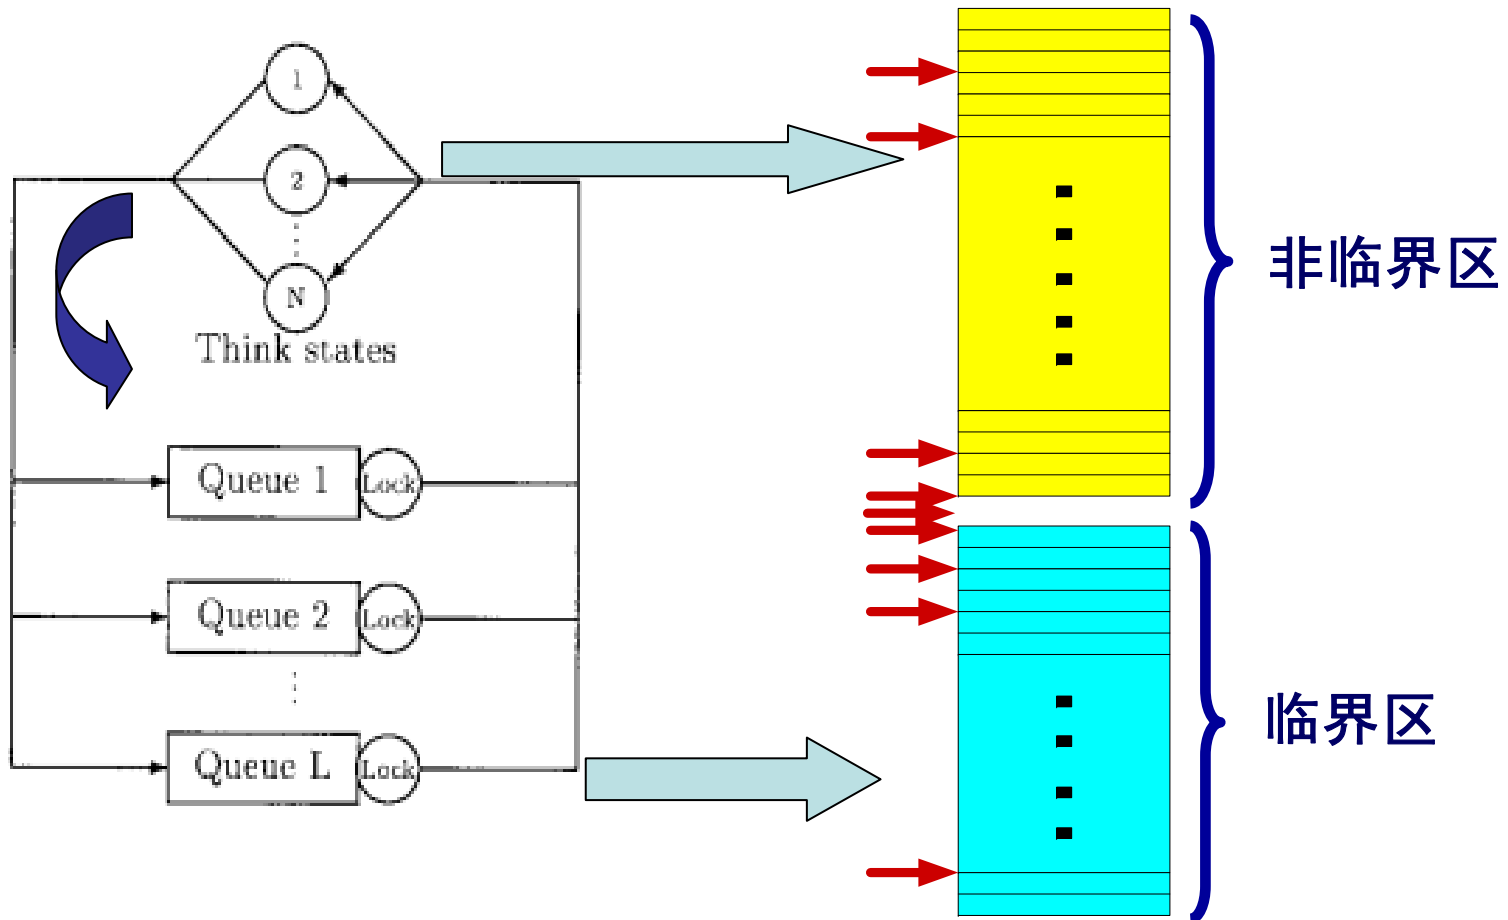 1
2
N
Think states
Queue 1
Lock
Queue 2
Lock
Queue L
Lock
非临界区
临界区